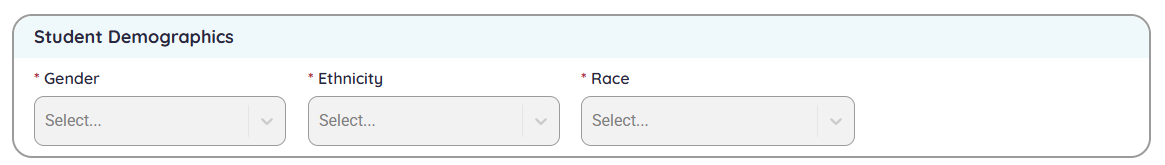 Student Demographics
* Gender * Ethnicity * Race
Select... Select... Select...